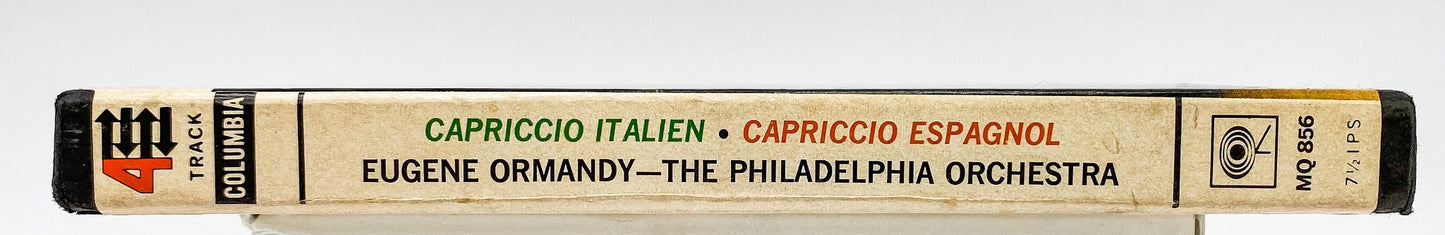 4
TRACK
COLUMBIA
CAPRICCIO ITALIEN • CAPRICCIO ESPAGNOL
EUGENE ORMANDY—THE PHILADELPHIA ORCHESTRA
MQ 856
7½ IPS